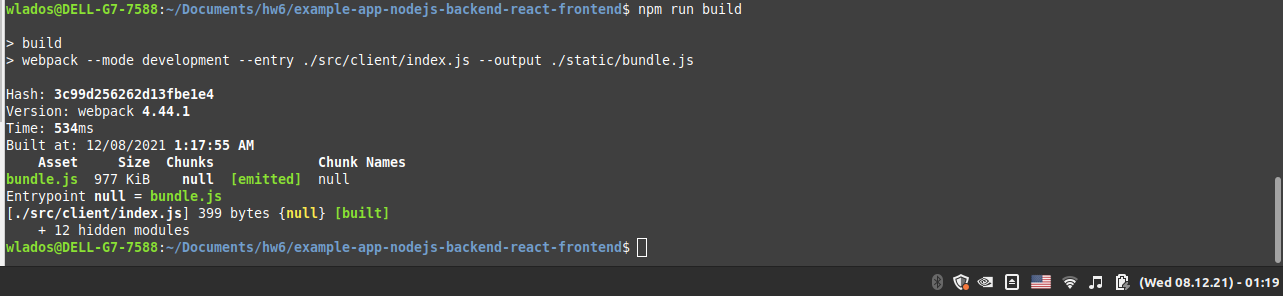 wlados@DELL-G7-7588:~/Documents/hw6/example-app-nodejs-backend-react-frontend$ npm run build
> build
> webpack --mode development --entry ./src/client/index.js --output ./static/bundle.js
Hash: 3c99d256262d13fbe1e4
Version: webpack 4.44.1
Time: 534ms
Built at: 12/08/2021 1:17:55 AM
Asset Size Chunks Chunk Names
bundle.js 977 KiB null [emitted] null
Entrypoint null = bundle.js
[./src/client/index.js] 399 bytes {null} [built]
+ 12 hidden modules
wlados@DELL-G7-7588:~/Documents/hw6/example-app-nodejs-backend-react-frontend$
(Wed 08.12.21) - 01:19